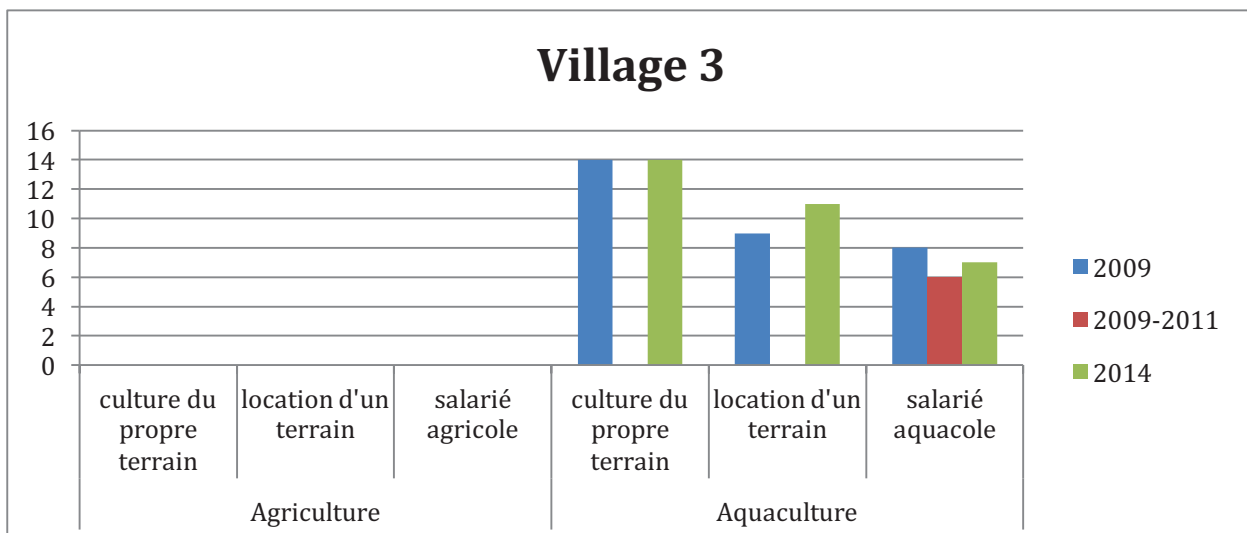 Village 3
16
14
12
10
8
6
4
2
0
culture du
propre
terrain
location d'un
terrain
salarié
agricole
culture du
propre
terrain
location d'un
terrain
salarié
aquacole
Agriculture
Aquaculture
2009
2009-2011
2014